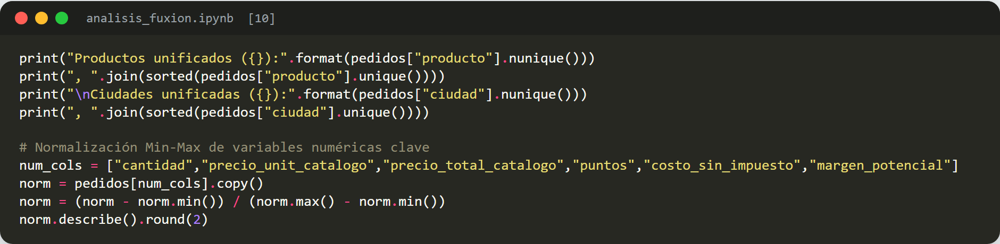 analisis_fuxion.ipynb [10]
print("Productos unificados ({}):".format(pedidos["producto"].nunique()))
print(", ".join(sorted(pedidos["producto"].unique())))
print("\nCiudades unificadas ({}):".format(pedidos["ciudad"].nunique()))
print(", ".join(sorted(pedidos["ciudad"].unique())))
# Normalización Min-Max de variables numéricas clave
num_cols = ["cantidad","precio_unit_catalogo","precio_total_catalogo","puntos","costo_sin_impuesto","margen_potencial"]
norm = pedidos[num_cols].copy()
norm = (norm - norm.min()) / (norm.max() - norm.min())
norm.describe().round(2)